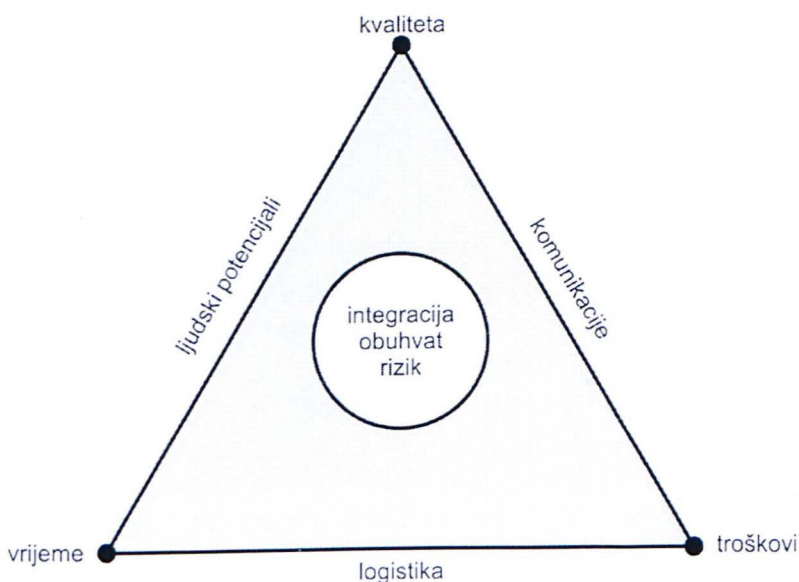 kvaliteta
ljudski potencijali
komunikacije
integracija
obuhvat
rizik
vrijeme
troškovi
logistika